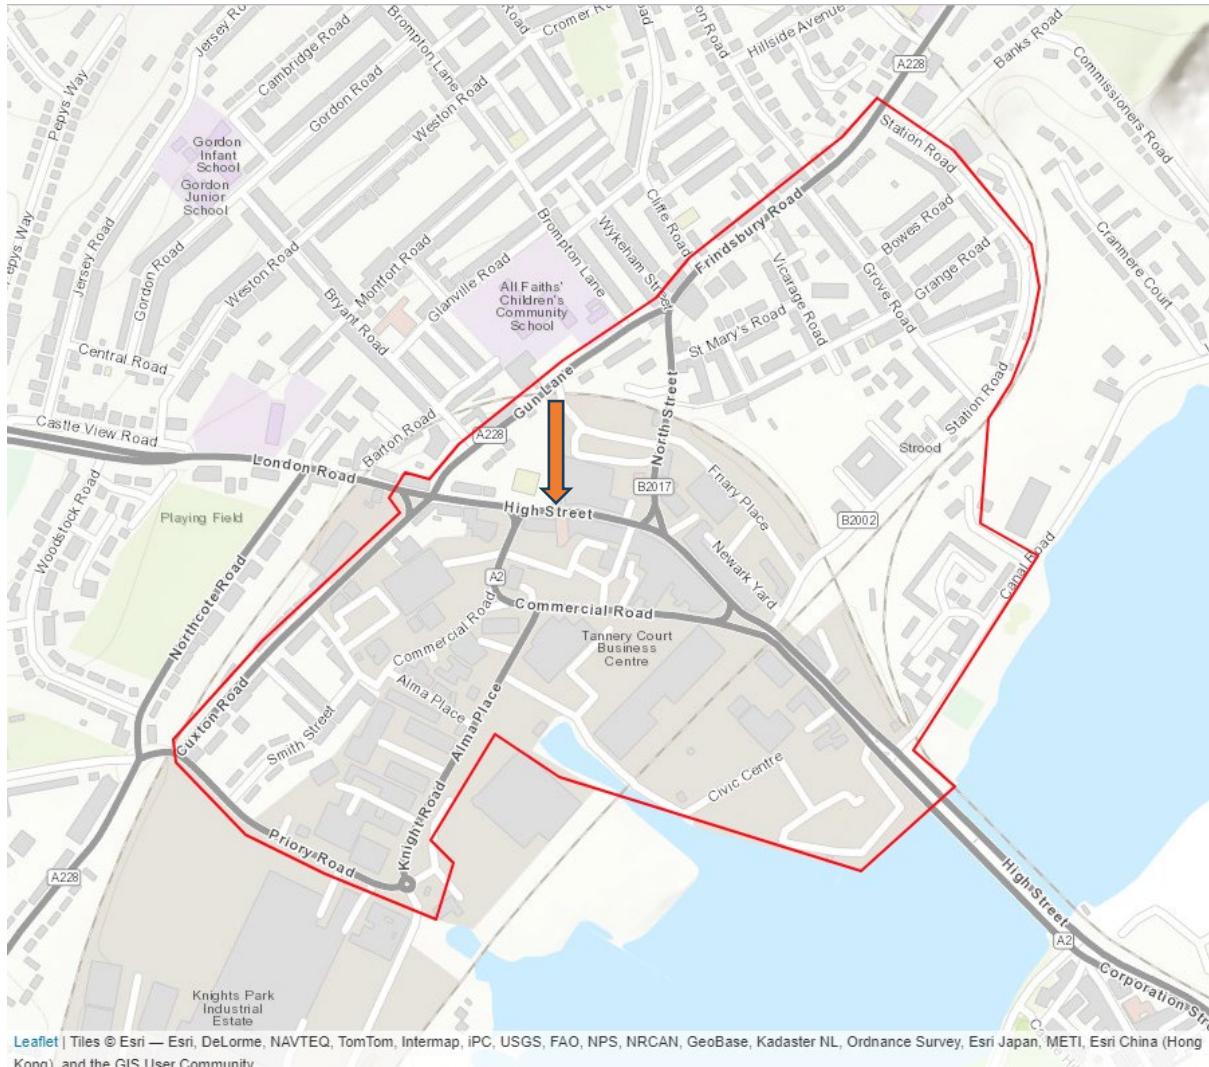 Jersey Road
Cambridge Road
Gordon Road
Brompton
Lane
Cromer
Road
Hillside Avenue
A228
Banks Road
Commissioners Road
Pepys Way
Gordon
Infant
School
Gordon
Junior
School
Weston Road
Station Road
Cliffe Road
Wykeham Street
Frindsbury Road
Bowes Road
Cranmere Court
Pepys Way
Jersey Road
Gordon Road
Weston Road
Montfort Road
Glanville Road
Brompton Lane
All Faiths'
Children's
Community
School
Vicarage Road
Grove Road
Grange Road
Bryant Road
St Mary's Road
Central Road
Gun Lane
North Street
Station Road
Castle View Road
Barton Road
A228
Strood
London Road
High Street
B2017
Friary Place
B2002
Playing Field
Woodstock Road
Newark Yard
Canal Road
Northcote Road
A2
Commercial Road
Commercial Road
Tannery Court
Business
Centre
Alma Place
Alma Place
Cuxton Road
Smith Street
Civic Centre
Knight Road
Priory Road
A228
High Street
A2
Corporation Stre
Knights Park
Industrial
Estate
Leaflet | Tiles © Esri — Esri, DeLorme, NAVTEQ, TomTom, Intermap, iPC, USGS, FAO, NPS, NRCAN, GeoBase, Kadaster NL, Ordnance Survey, Esri Japan, METI, Esri China (Hong
Kong), and the GIS User Community